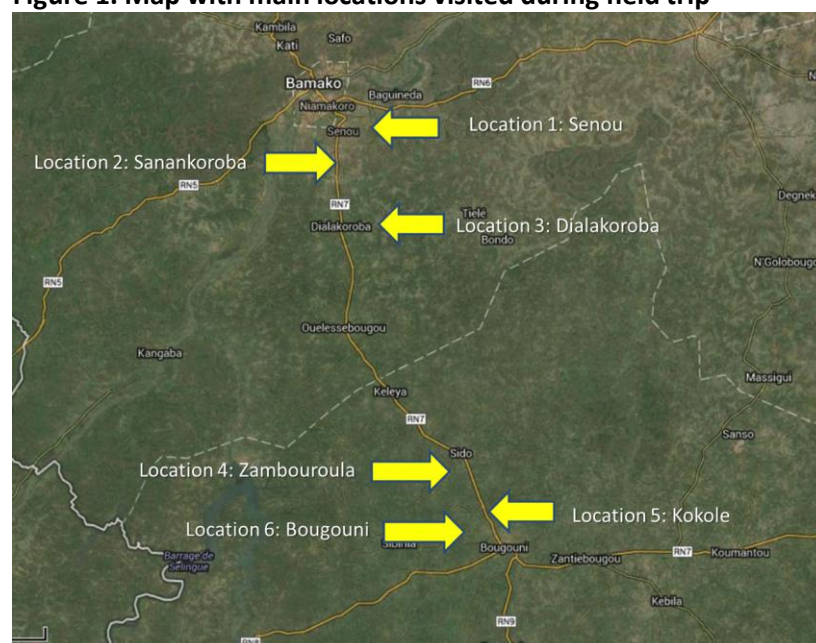 Figure 1: Map with main locations visited during field trip
Kambila
Safo
Kati
Bamako
Baguineda
RN6
Niamakoro
Senou
Location 1: Senou
Location 2: Sanankoroba
RN5
RN7
Degnek
Dialakoroba
Tielé
Location 3: Dialakoroba
Bondo
N'Golobougo
RN5
Ouelessebougou
Kangaba
Massigui
Keleya
RN7
Sanso
Sido
Location 4: Zambouroula
Location 5: Kokole
Location 6: Bougouni
Bougouni
Barrage de
Sélingue
Zantiebougou
RN7
Koumantou
Kebila
RN9